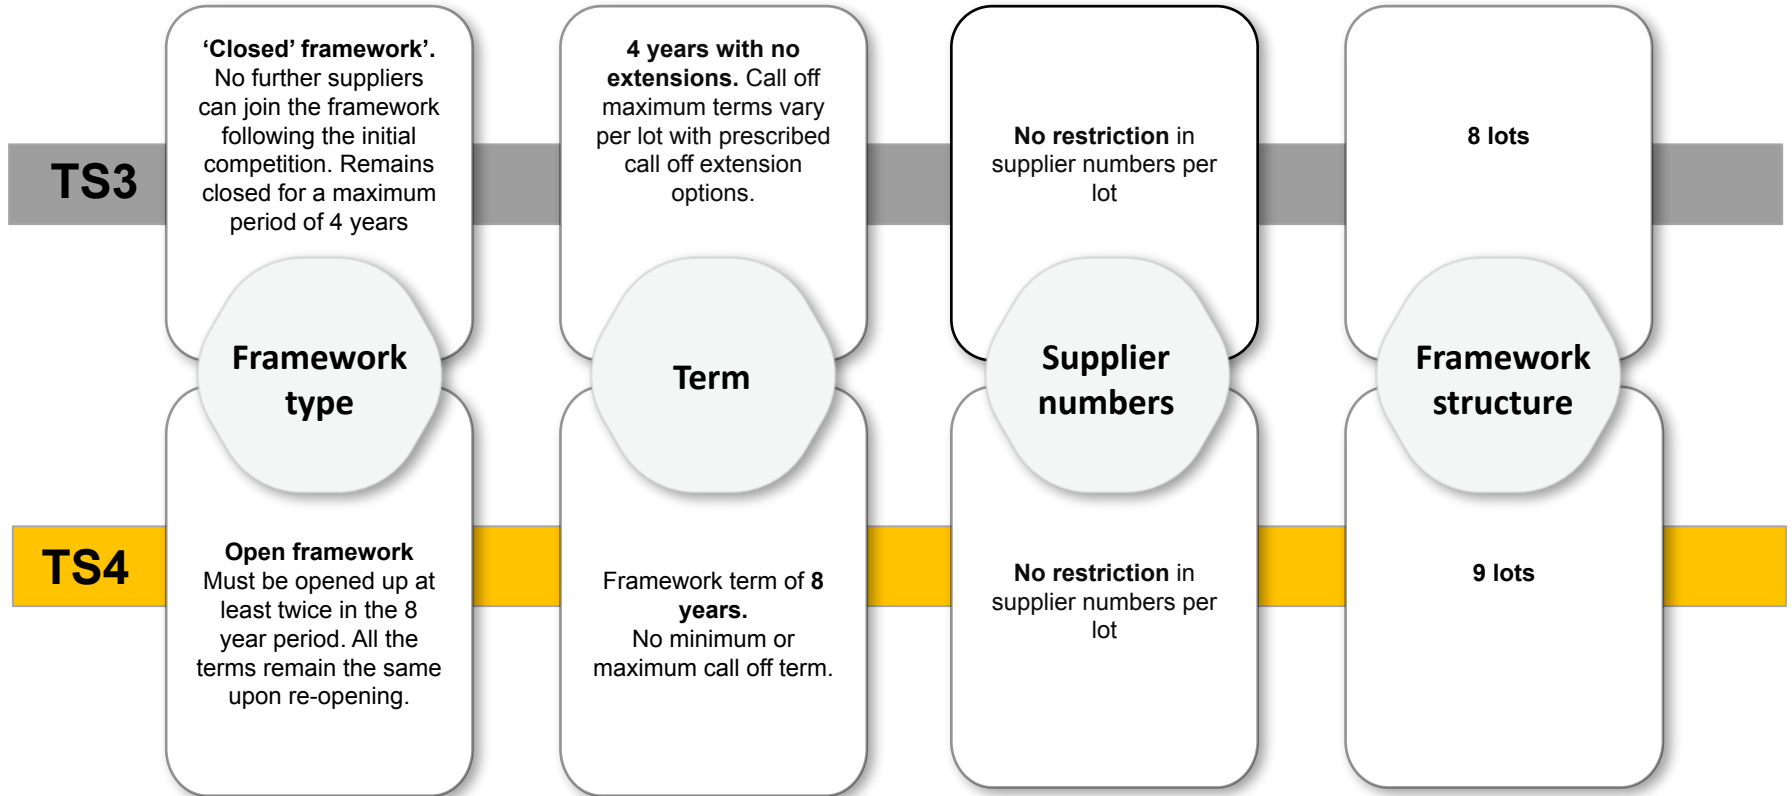 TS3
‘Closed’ framework’.
No further suppliers
can join the framework
following the initial
competition. Remains
closed for a maximum
period of 4 years
4 years with no
extensions. Call off
maximum terms vary
per lot with prescribed
call off extension
options.
No restriction in
supplier numbers per
lot
8 lots
Framework
type
Term
Supplier
numbers
Framework
structure
TS4
Open framework
Must be opened up at
least twice in the 8
year period. All the
terms remain the same
upon re-opening.
Framework term of 8
years.
No minimum or
maximum call off term.
No restriction in
supplier numbers per
lot
9 lots